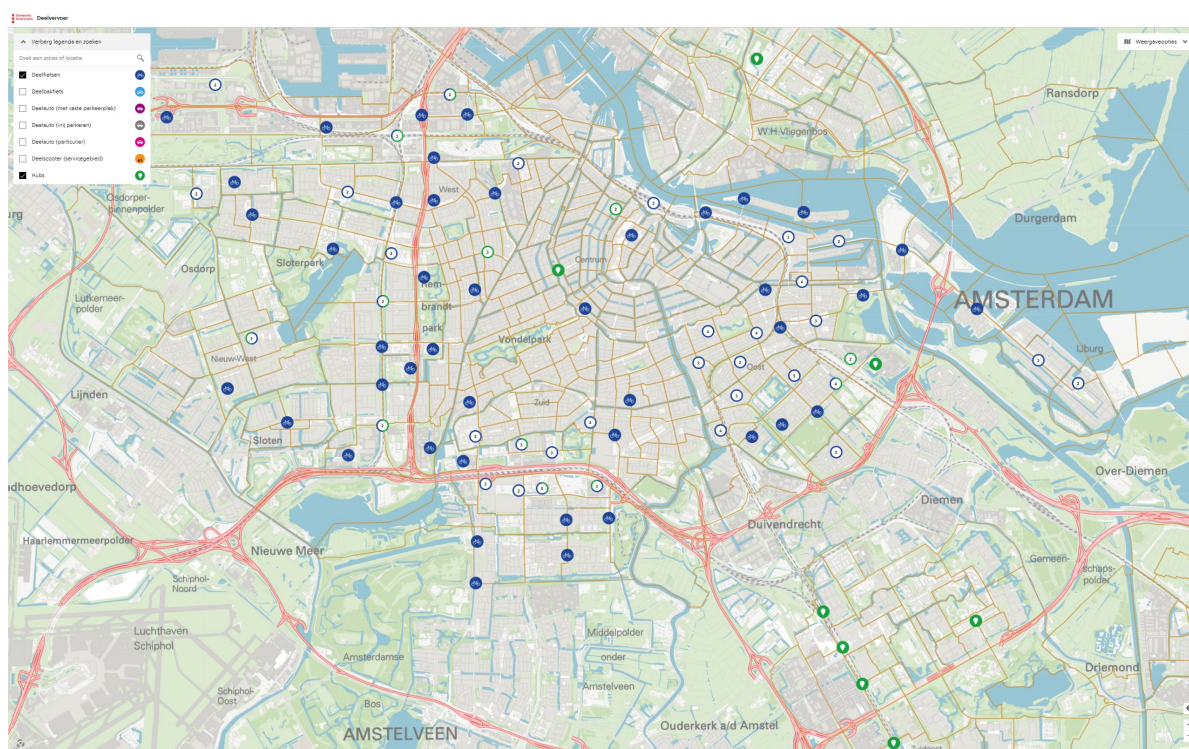 Gemeente
Amsterdam
Deelvervoer
Verberg legenda en zoeken
Zoek een adres of locatie
Deelfietsen
Deelbakfiets
Deelauto (met vaste parkeerplek)
Deelauto (vrij parkeren)
Deelauto (particulier)
Deelscooter (servicegebied)
Hubs
Weergaveopties
Ransdorp
W.H.Vliegenbos
Durgerdam
Osdorper-
binnenpolder
West
Osdorp
Sloterpark
Centrum
Lutkemeer-
polder
Rem-
brandt-
park
AMSTERDAM
Vondelpark
IJburg
Nieuw-West
Oost
Lijnden
Zuid
Sloten
Over-Diemen
Diemen
Duivendrecht
Haarlemmermeerpolder
Nieuwe Meer
Gemeen-
schaps-
polder
Schiphol-
Noord
Luchthaven
Schiphol
Middelpolder
onder
Amstelveen
Amsterdamse
Bos
Driemond
Schiphol-
Oost
Ouderkerk a/d Amstel
AMSTELVEEN
Zuidoost